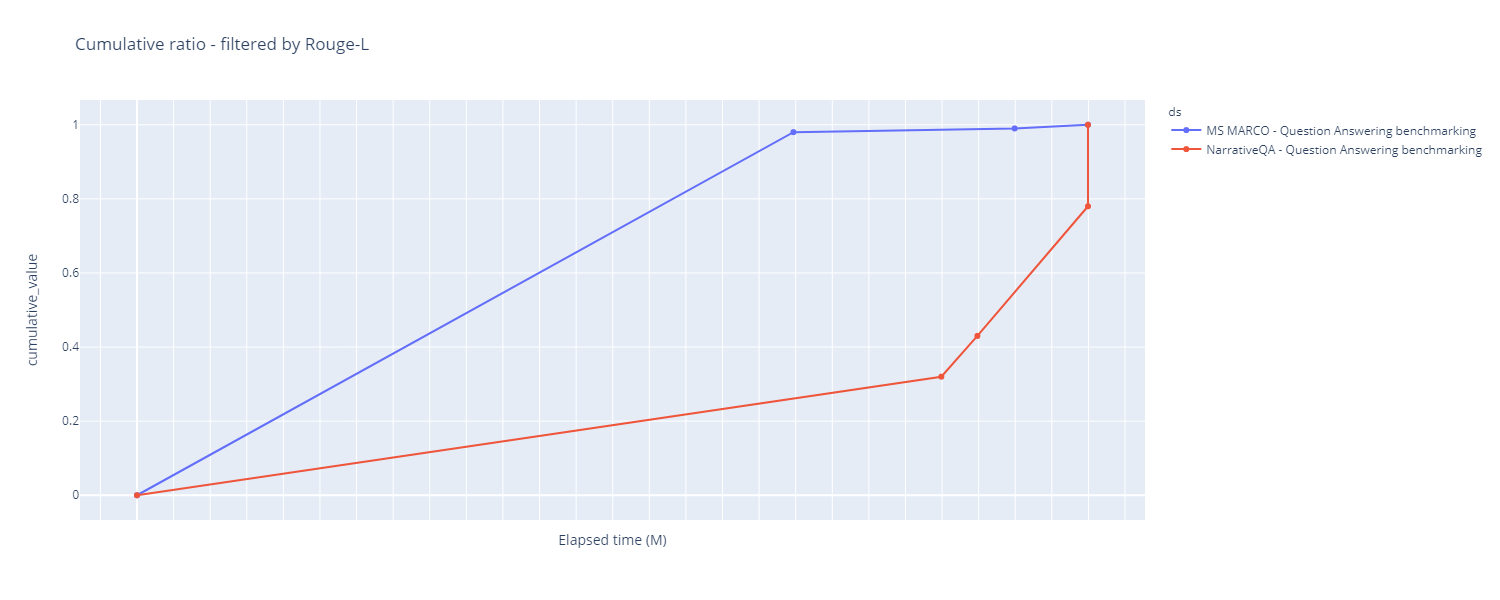 Cumulative ratio - filtered by Rouge-L
ds
MS MARCO - Question Answering benchmarking
NarrativeQA - Question Answering benchmarking
1
0.8
0.6
0.4
0.2
0
cumulative_value
Elapsed time (M)